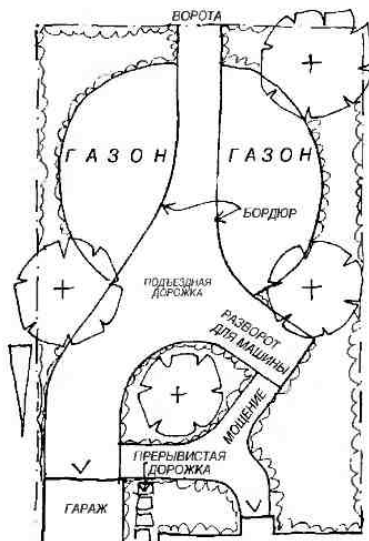 ВОРОТА
ГАЗОН
ГАЗОН
БОРДЮР
ПОДЪЕЗДНАЯ
ДОРОЖКА
РАЗВОРОТ
ДЛЯ МАШИНЫ
МОЩЕНИЕ
ПРЕРЫВИСТАЯ
ДОРОЖКА
ГАРАЖ